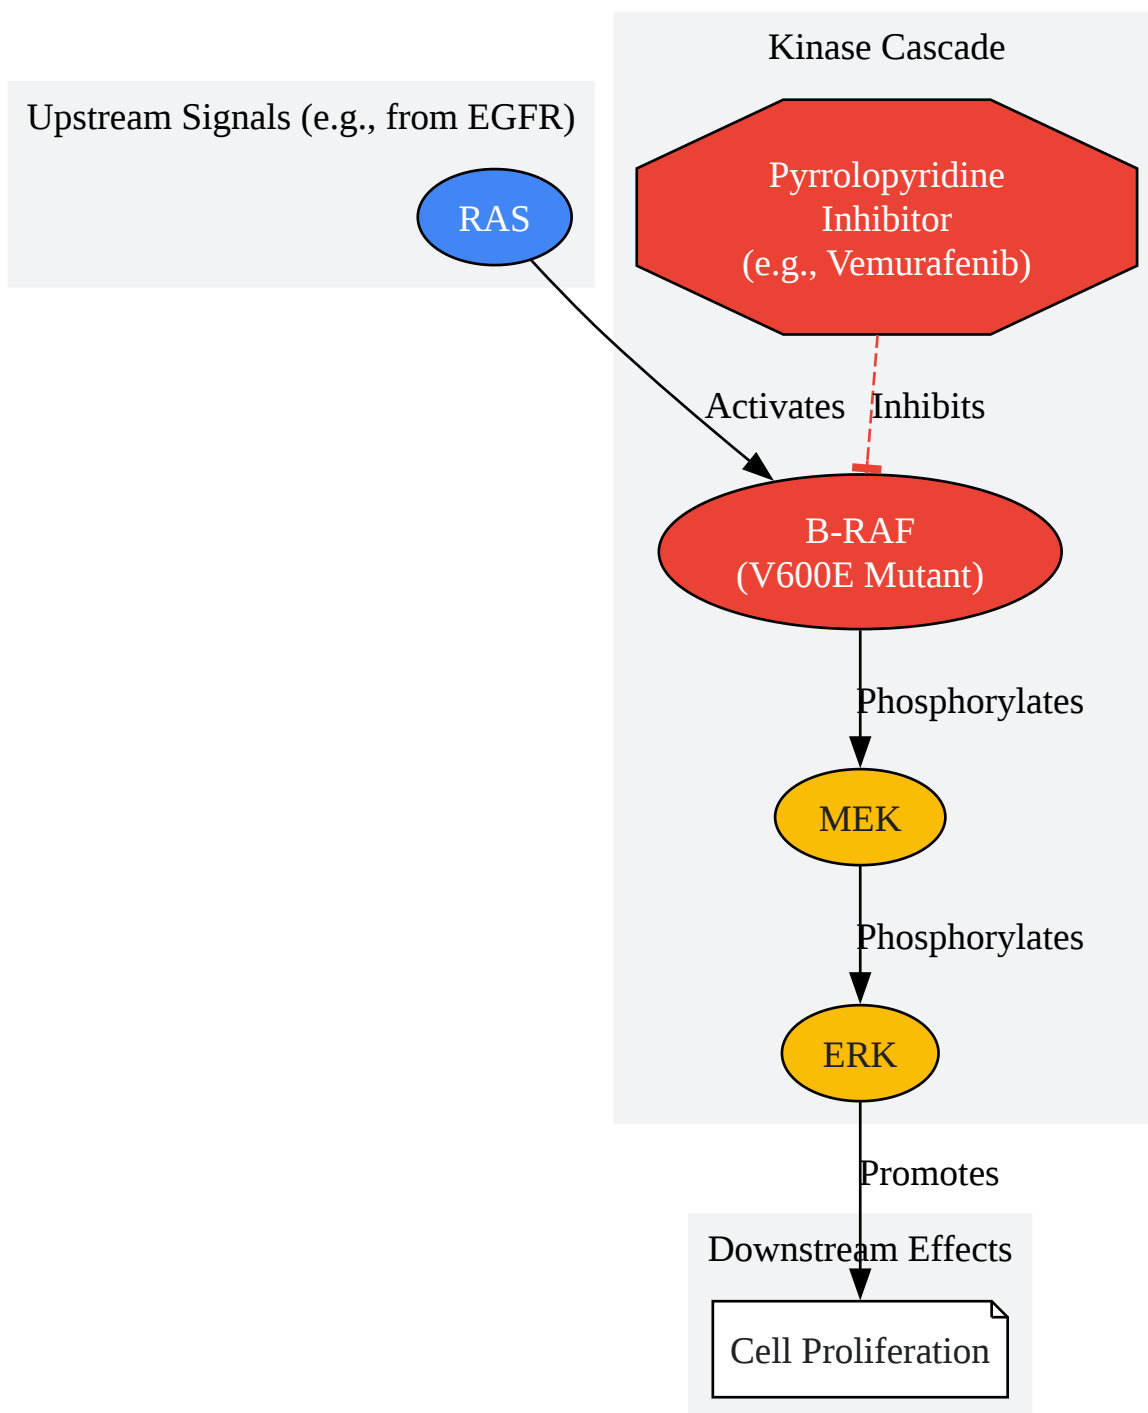 Kinase Cascade
Upstream Signals (e.g., from EGFR)
RAS
Pyrrolopyridine
Inhibitor
(e.g., Vemurafenib)
Activates
Inhibits
B-RAF
(V600E Mutant)
Phosphorylates
MEK
Phosphorylates
ERK
Promotes
Downstream Effects
Cell Proliferation